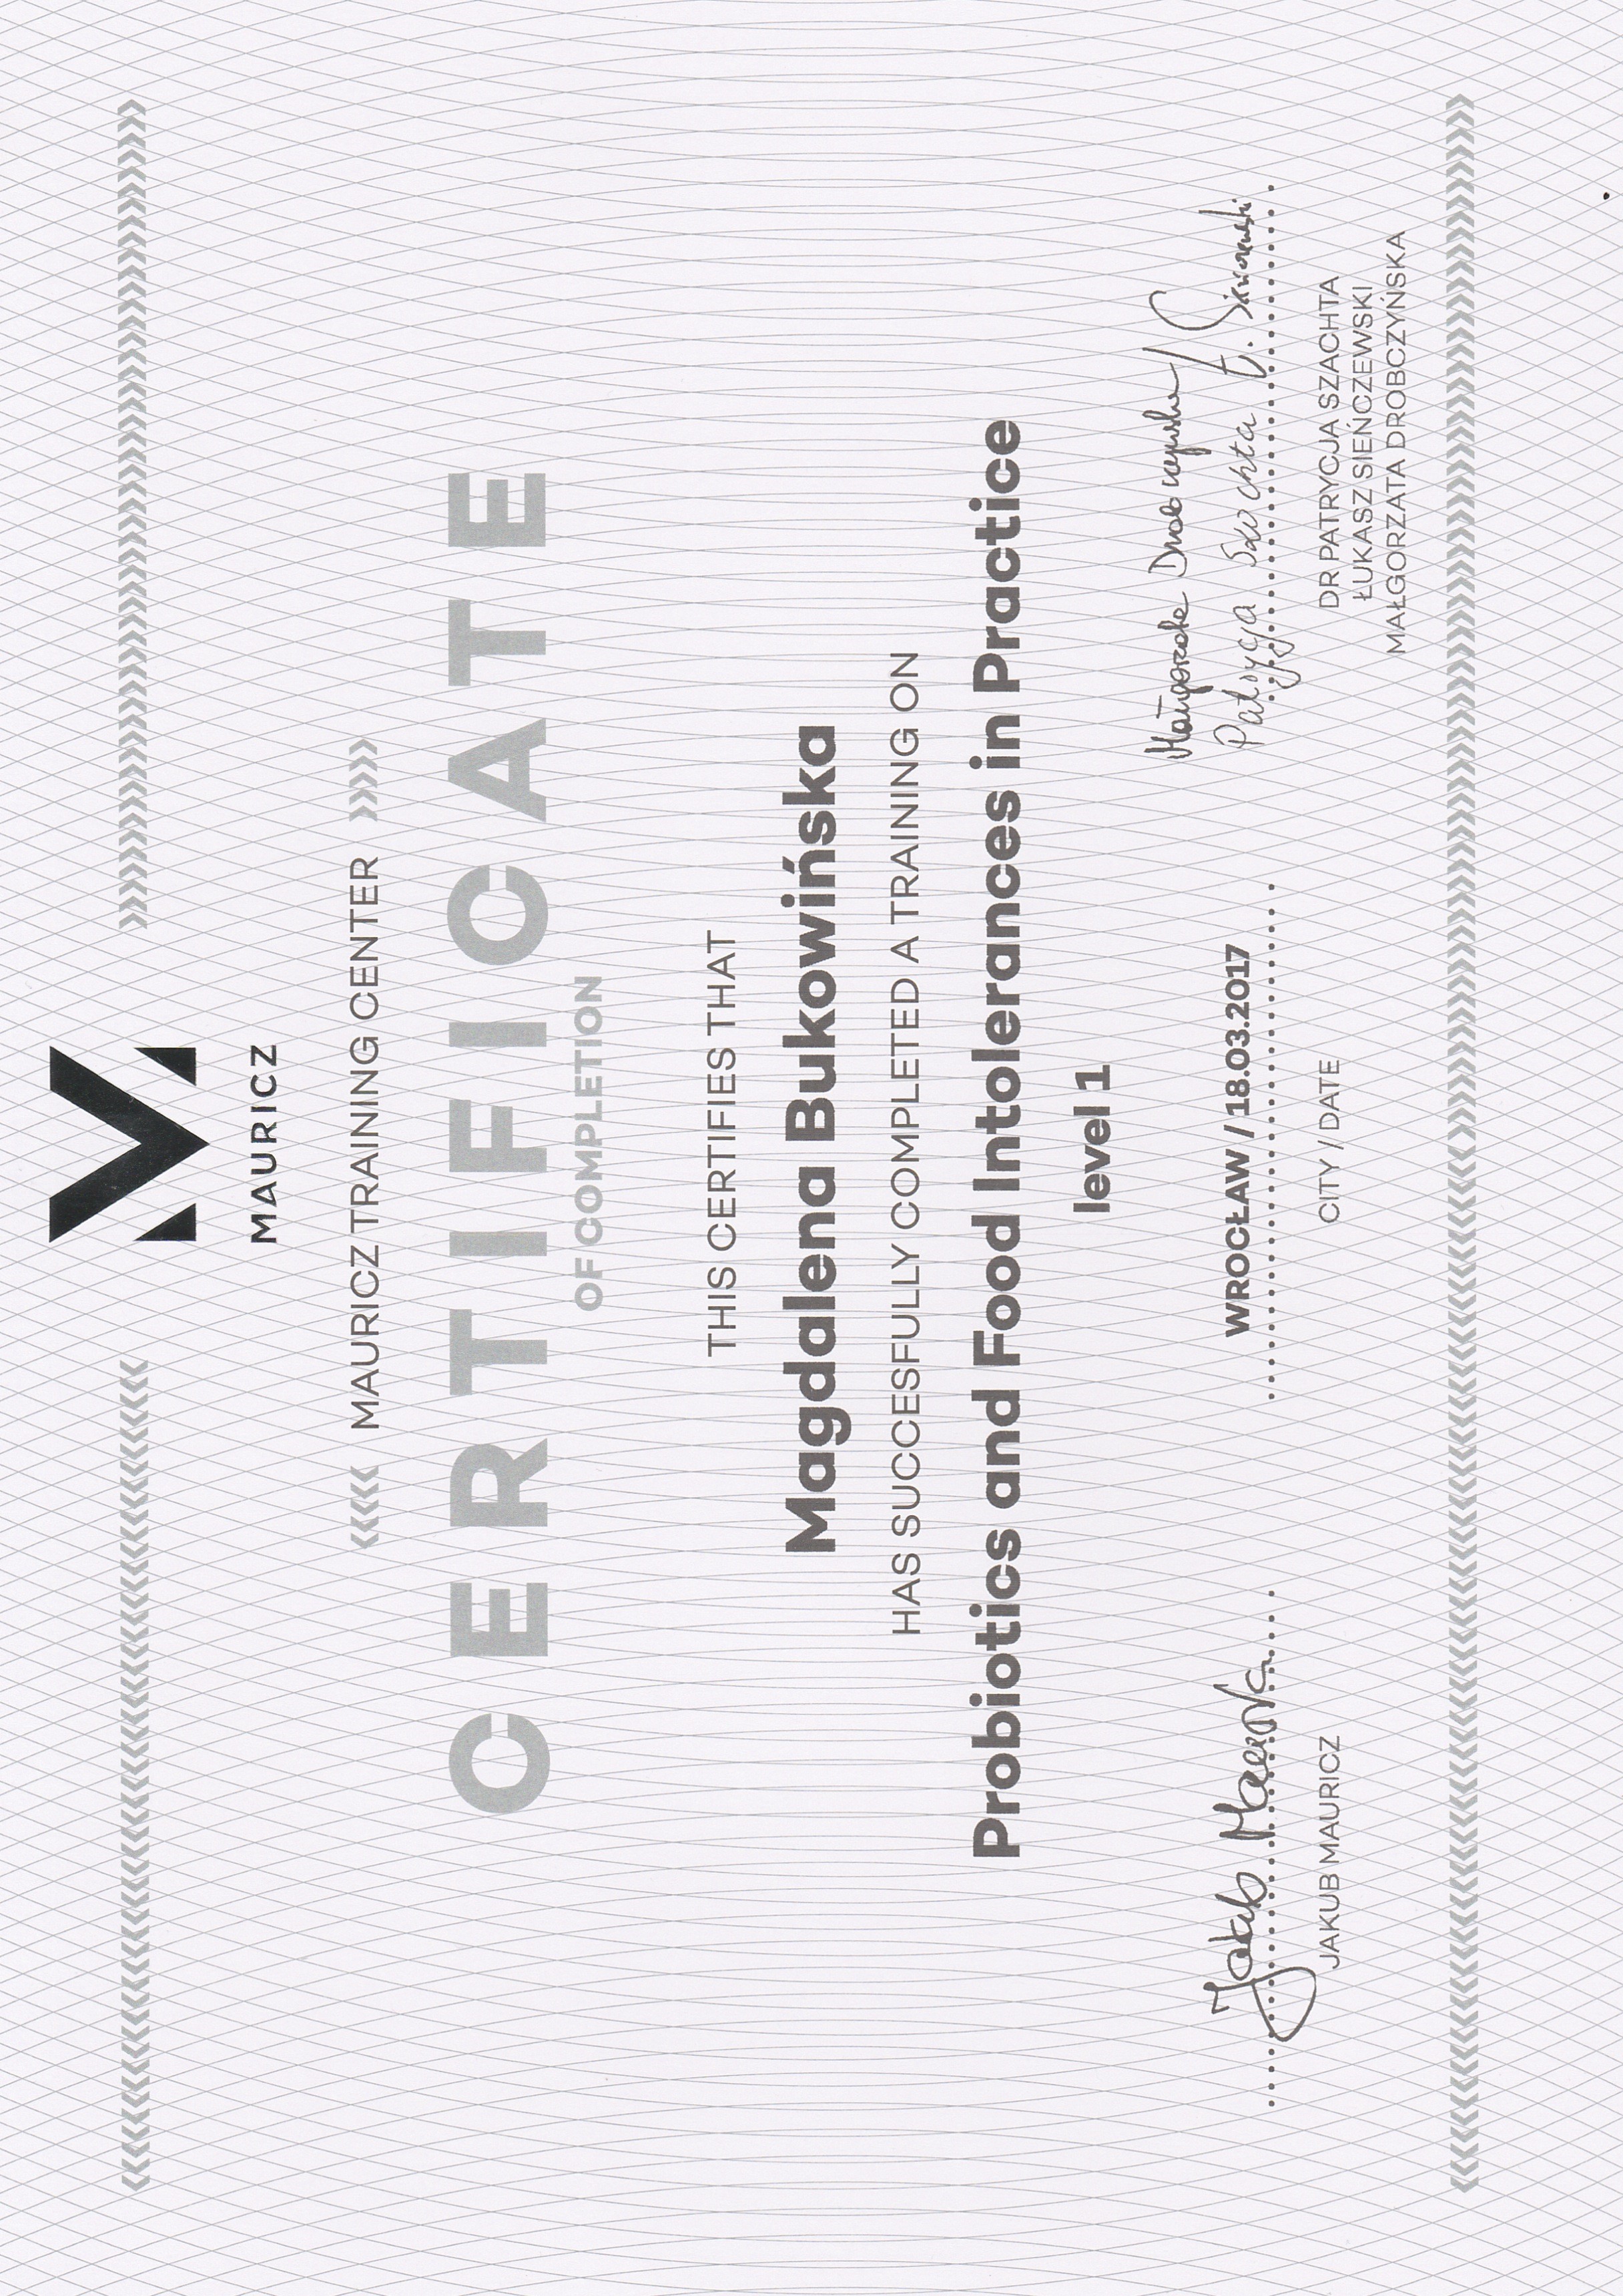 MAURICZ
MAURICZ TRAINING CENTER
CERTIFICATE
OF COMPLETION
THIS CERTIFIES THAT
Magdalena Bukowińska
HAS SUCCESFULLY COMPLETED A TRAINING ON
Probiotics and Food Intolerances in Practice
level 1
Małgorzata Drobczyńska
Jakub Mauricz
WROCŁAW / 18.03.2017
Patrycja Szachta Ł. Sieńczewski
JAKUB MAURICZ
CITY / DATE
DR PATRYCJA SZACHTA
ŁUKASZ SIEŃCZEWSKI
MAŁGORZATA DROBCZYŃSKA